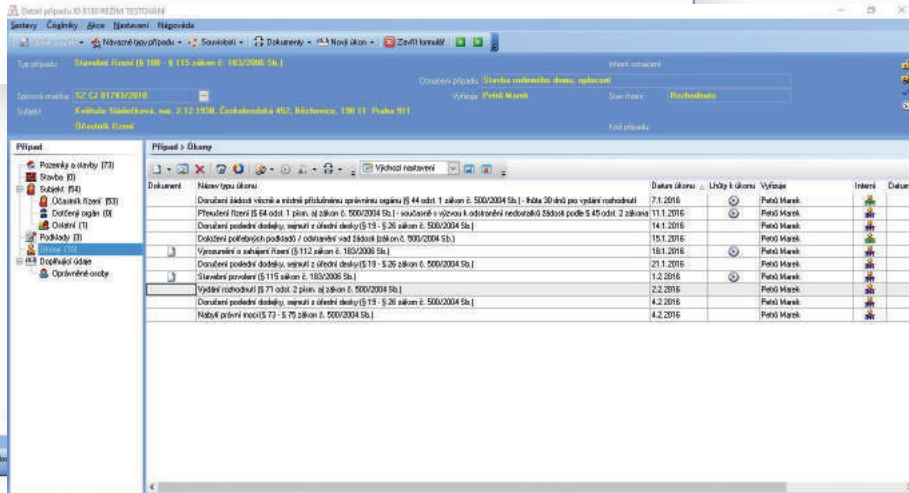 Detail případu ID 8180 REŽIM TESTOVÁNÍ
Sestavy Číselníky Akce Nastavení Nápověda
Návazné typy případu Souvislosti Dokumenty Nový úkon Zavřít formulář
Typ případu: Stavební řízení (§ 108 - § 115 zákon č. 183/2006 Sb.) Interní označení
Označení případu: Stavba rodinného domu, oplocení
Spisová značka: Vyřizuje: Petrů Marek Stav řízení: Rozhodnuto
Subjekt: Květuše Sládečková, nar. 2.12.1938, Českobrodská 452, Běchovice, 190 11 Praha 911
Účastník řízení Kód případu:
Případ
Pozemky a stavby (73)
Stavba (0)
Subjekt (54)
Účastník řízení (53)
Dotčený orgán (0)
Ostatní (1)
Podklady (3)
Úkony (10)
Doplňující údaje
Oprávněné osoby
Případ > Úkony
Výchozí nastavení
Dokument Název typu úkonu Datum úkonu Lhůty k úkonu Vyřizuje Interní Datum
Doručení žádosti věcně a místně příslušnému správnímu orgánu (§ 44 odst. 1 zákon č. 500/2004 Sb.) - lhůta 30 dnů pro vydání rozhodnutí 7.1.2016 Petrů Marek
Přerušení řízení (§ 64 odst. 1 písm. a) zákon č. 500/2004 Sb.) - současně s výzvou k odstranění nedostatků žádosti podle § 45 odst. 2 zákona 11.1.2016 Petrů Marek
Doručení poslední dodejky, sejmutí z úřední desky (§ 19 - § 26 zákon č. 500/2004 Sb.) 14.1.2016 Petrů Marek
Doložení potřebných podkladů / odstranění vad žádosti (zákon č. 500/2004 Sb.) 15.1.2016 Petrů Marek
Vyrozumění o zahájení řízení (§ 112 zákon č. 183/2006 Sb.) 18.1.2016 Petrů Marek
Doručení poslední dodejky, sejmutí z úřední desky (§ 19 - § 26 zákon č. 500/2004 Sb.) 21.1.2016 Petrů Marek
Stavební povolení (§ 115 zákon č. 183/2006 Sb.) 1.2.2016 Petrů Marek
Vydání rozhodnutí (§ 71 odst. 2 písm. a) zákon č. 500/2004 Sb.) 2.2.2016 Petrů Marek
Doručení poslední dodejky, sejmutí z úřední desky (§ 19 - § 26 zákon č. 500/2004 Sb.) 4.2.2016 Petrů Marek
Nabytí právní moci (§ 73 - § 75 zákon č. 500/2004 Sb.) 4.2.2016 Petrů Marek